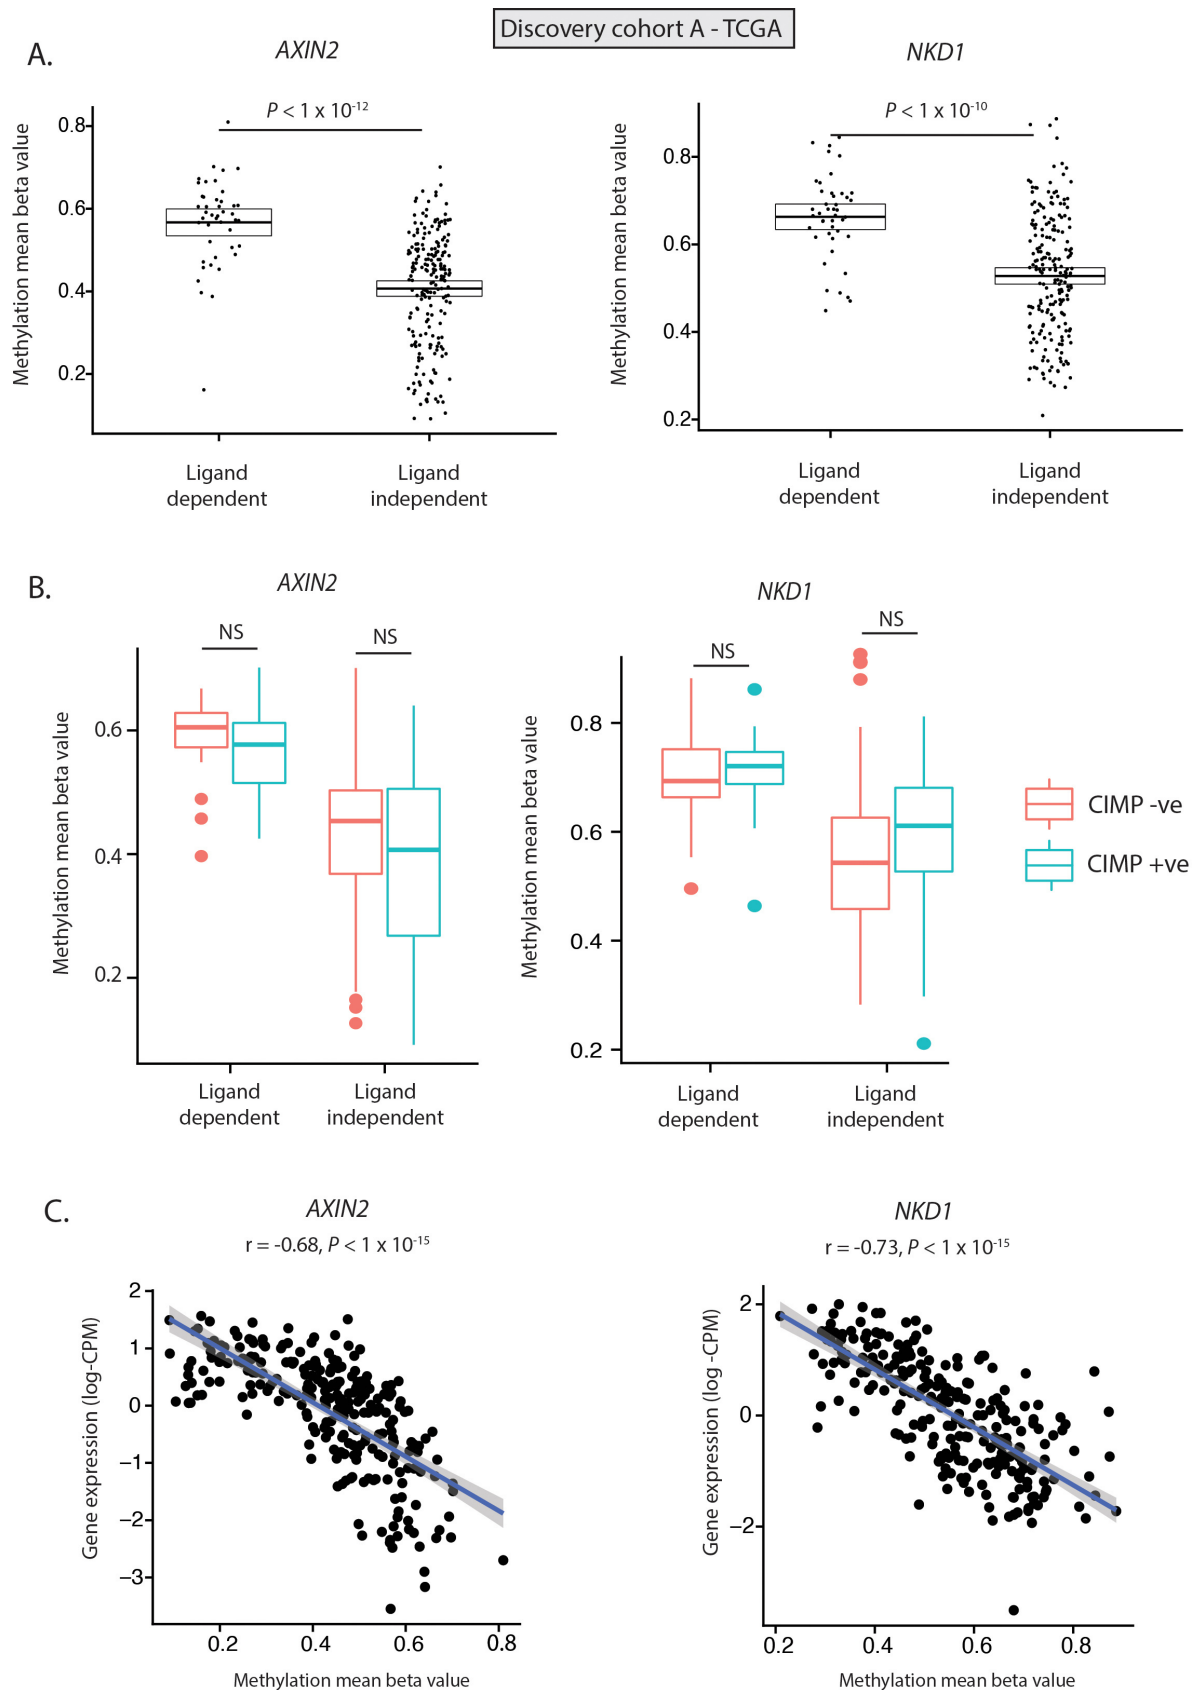 Discovery cohort A - TCGA
A.
AXIN2
NKD1
P < 1 x 10-12
P < 1 x 10-10
Methylation mean beta value
0.8
0.6
0.4
0.2
Methylation mean beta value
0.8
0.6
0.4
0.2
Ligand
dependent
Ligand
independent
Ligand
dependent
Ligand
independent
B.
AXIN2
NKD1
NS
NS
NS
NS
Methylation mean beta value
0.6
0.4
0.2
Methylation mean beta value
0.8
0.6
0.4
0.2
CIMP -ve
CIMP +ve
Ligand
dependent
Ligand
independent
Ligand
dependent
Ligand
independent
C.
AXIN2
r = -0.68, P < 1 x 10-15
NKD1
r = -0.73, P < 1 x 10-15
Gene expression (log-CPM)
2
1
0
−1
−2
−3
0.2
0.4
0.6
0.8
Methylation mean beta value
Gene expression (log -CPM)
2
0
−2
0.2
0.4
0.6
0.8
Methylation mean beta value